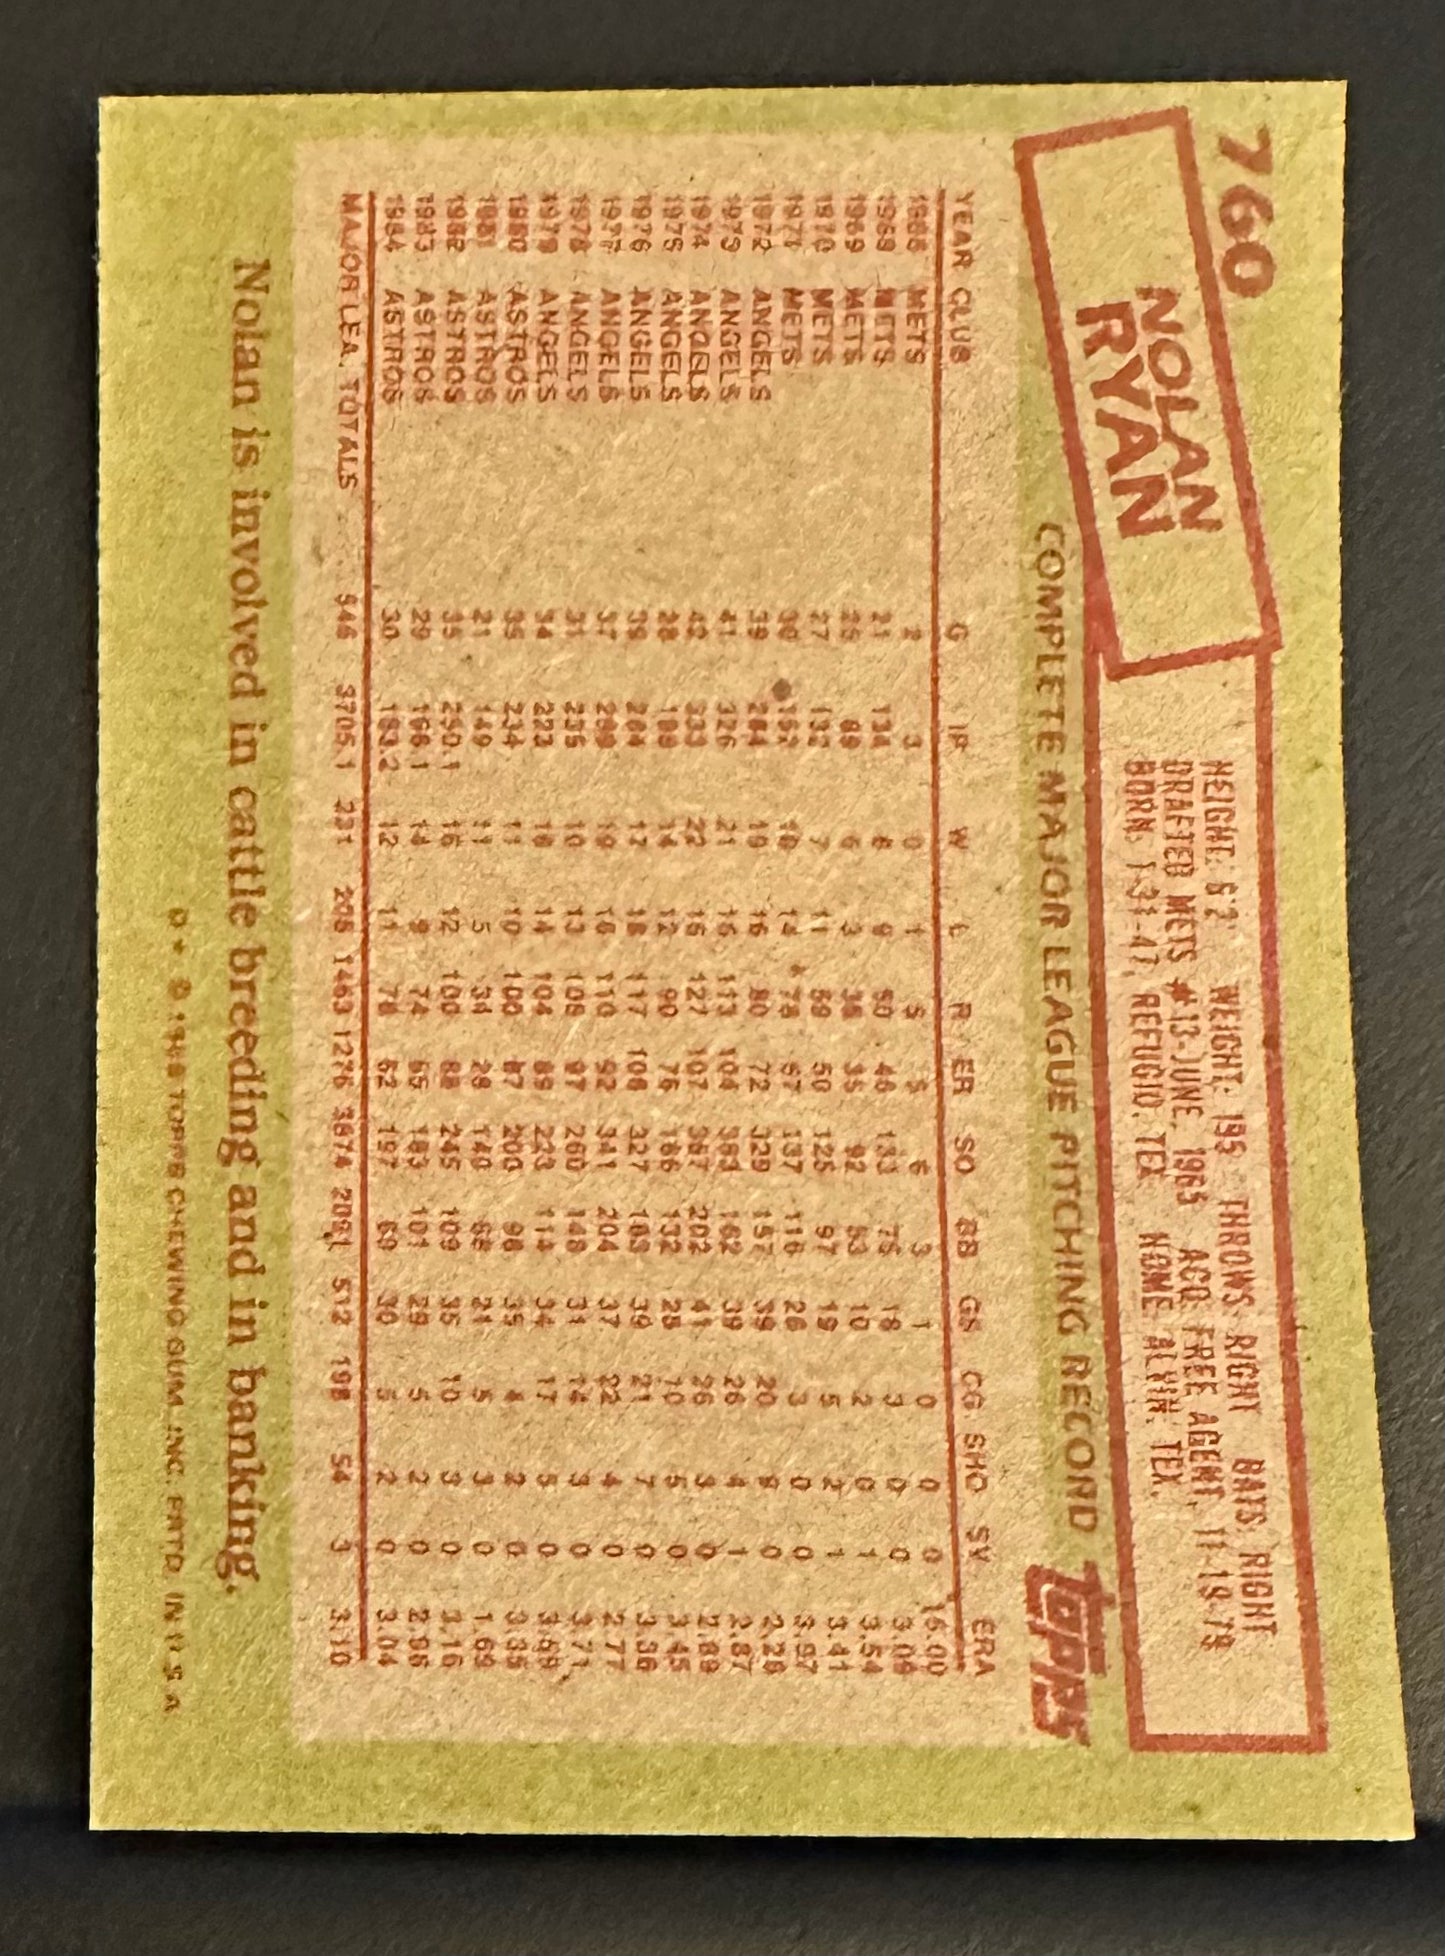 760
NOLAN
RYAN
HEIGHT: 6'2" WEIGHT: 195 THROWS: RIGHT BATS: RIGHT
DRAFTED METS #13-JUNE, 1965 ACQ: FREE AGENT, 11-19-79
BORN: 1-31-47, REFUGIO, TEX HOME: ALVIN, TEX.
COMPLETE MAJOR LEAGUE PITCHING RECORD TOPPS
YEAR CLUB G IP W L R ER SO BB GS CG SHO SV ERA
1966 METS 2 3 0 1 5 5 6 3 1 0 0 0 15.00
1968 METS 21 134 6 9 50 46 133 75 18 3 0 0 3.09
1969 METS 25 89 6 3 38 35 92 53 10 2 0 1 3.54
1970 METS 27 132 7 11 59 50 125 97 19 5 2 1 3.41
1971 METS 30 152 10 14 78 67 137 116 26 3 0 0 3.97
1972 ANGELS 39 284 19 16 80 72 329 157 39 20 9 0 2.28
1973 ANGELS 41 326 21 16 113 104 383 162 39 26 4 1 2.87
1974 ANGELS 42 333 22 16 127 107 367 202 41 26 3 0 2.89
1975 ANGELS 28 198 14 12 90 76 186 132 28 10 5 0 3.45
1976 ANGELS 39 284 17 18 117 106 327 183 39 21 7 0 3.36
1977 ANGELS 37 299 19 16 110 92 341 204 37 22 4 0 2.77
1978 ANGELS 31 235 10 13 106 97 260 148 31 14 3 0 3.71
1979 ANGELS 34 223 16 14 104 89 223 114 34 17 5 0 3.59
1980 ASTROS 35 234 11 10 100 87 200 98 35 4 2 0 3.35
1981 ASTROS 21 149 11 5 34 28 140 68 21 5 3 0 1.69
1982 ASTROS 35 250.1 16 12 100 88 245 109 35 10 3 0 3.16
1983 ASTROS 29 196.1 14 9 74 65 183 101 29 5 2 0 2.98
1984 ASTROS 30 183.2 12 11 78 62 197 69 30 5 2 0 3.04
MAJOR LEA. TOTALS 546 3705.1 231 206 1463 1276 3874 2091 512 198 54 3 3.10
Nolan is involved in cattle breeding and in banking.
D* © TOPPS CHEWING GUM, INC. PRTD. IN U.S.A.